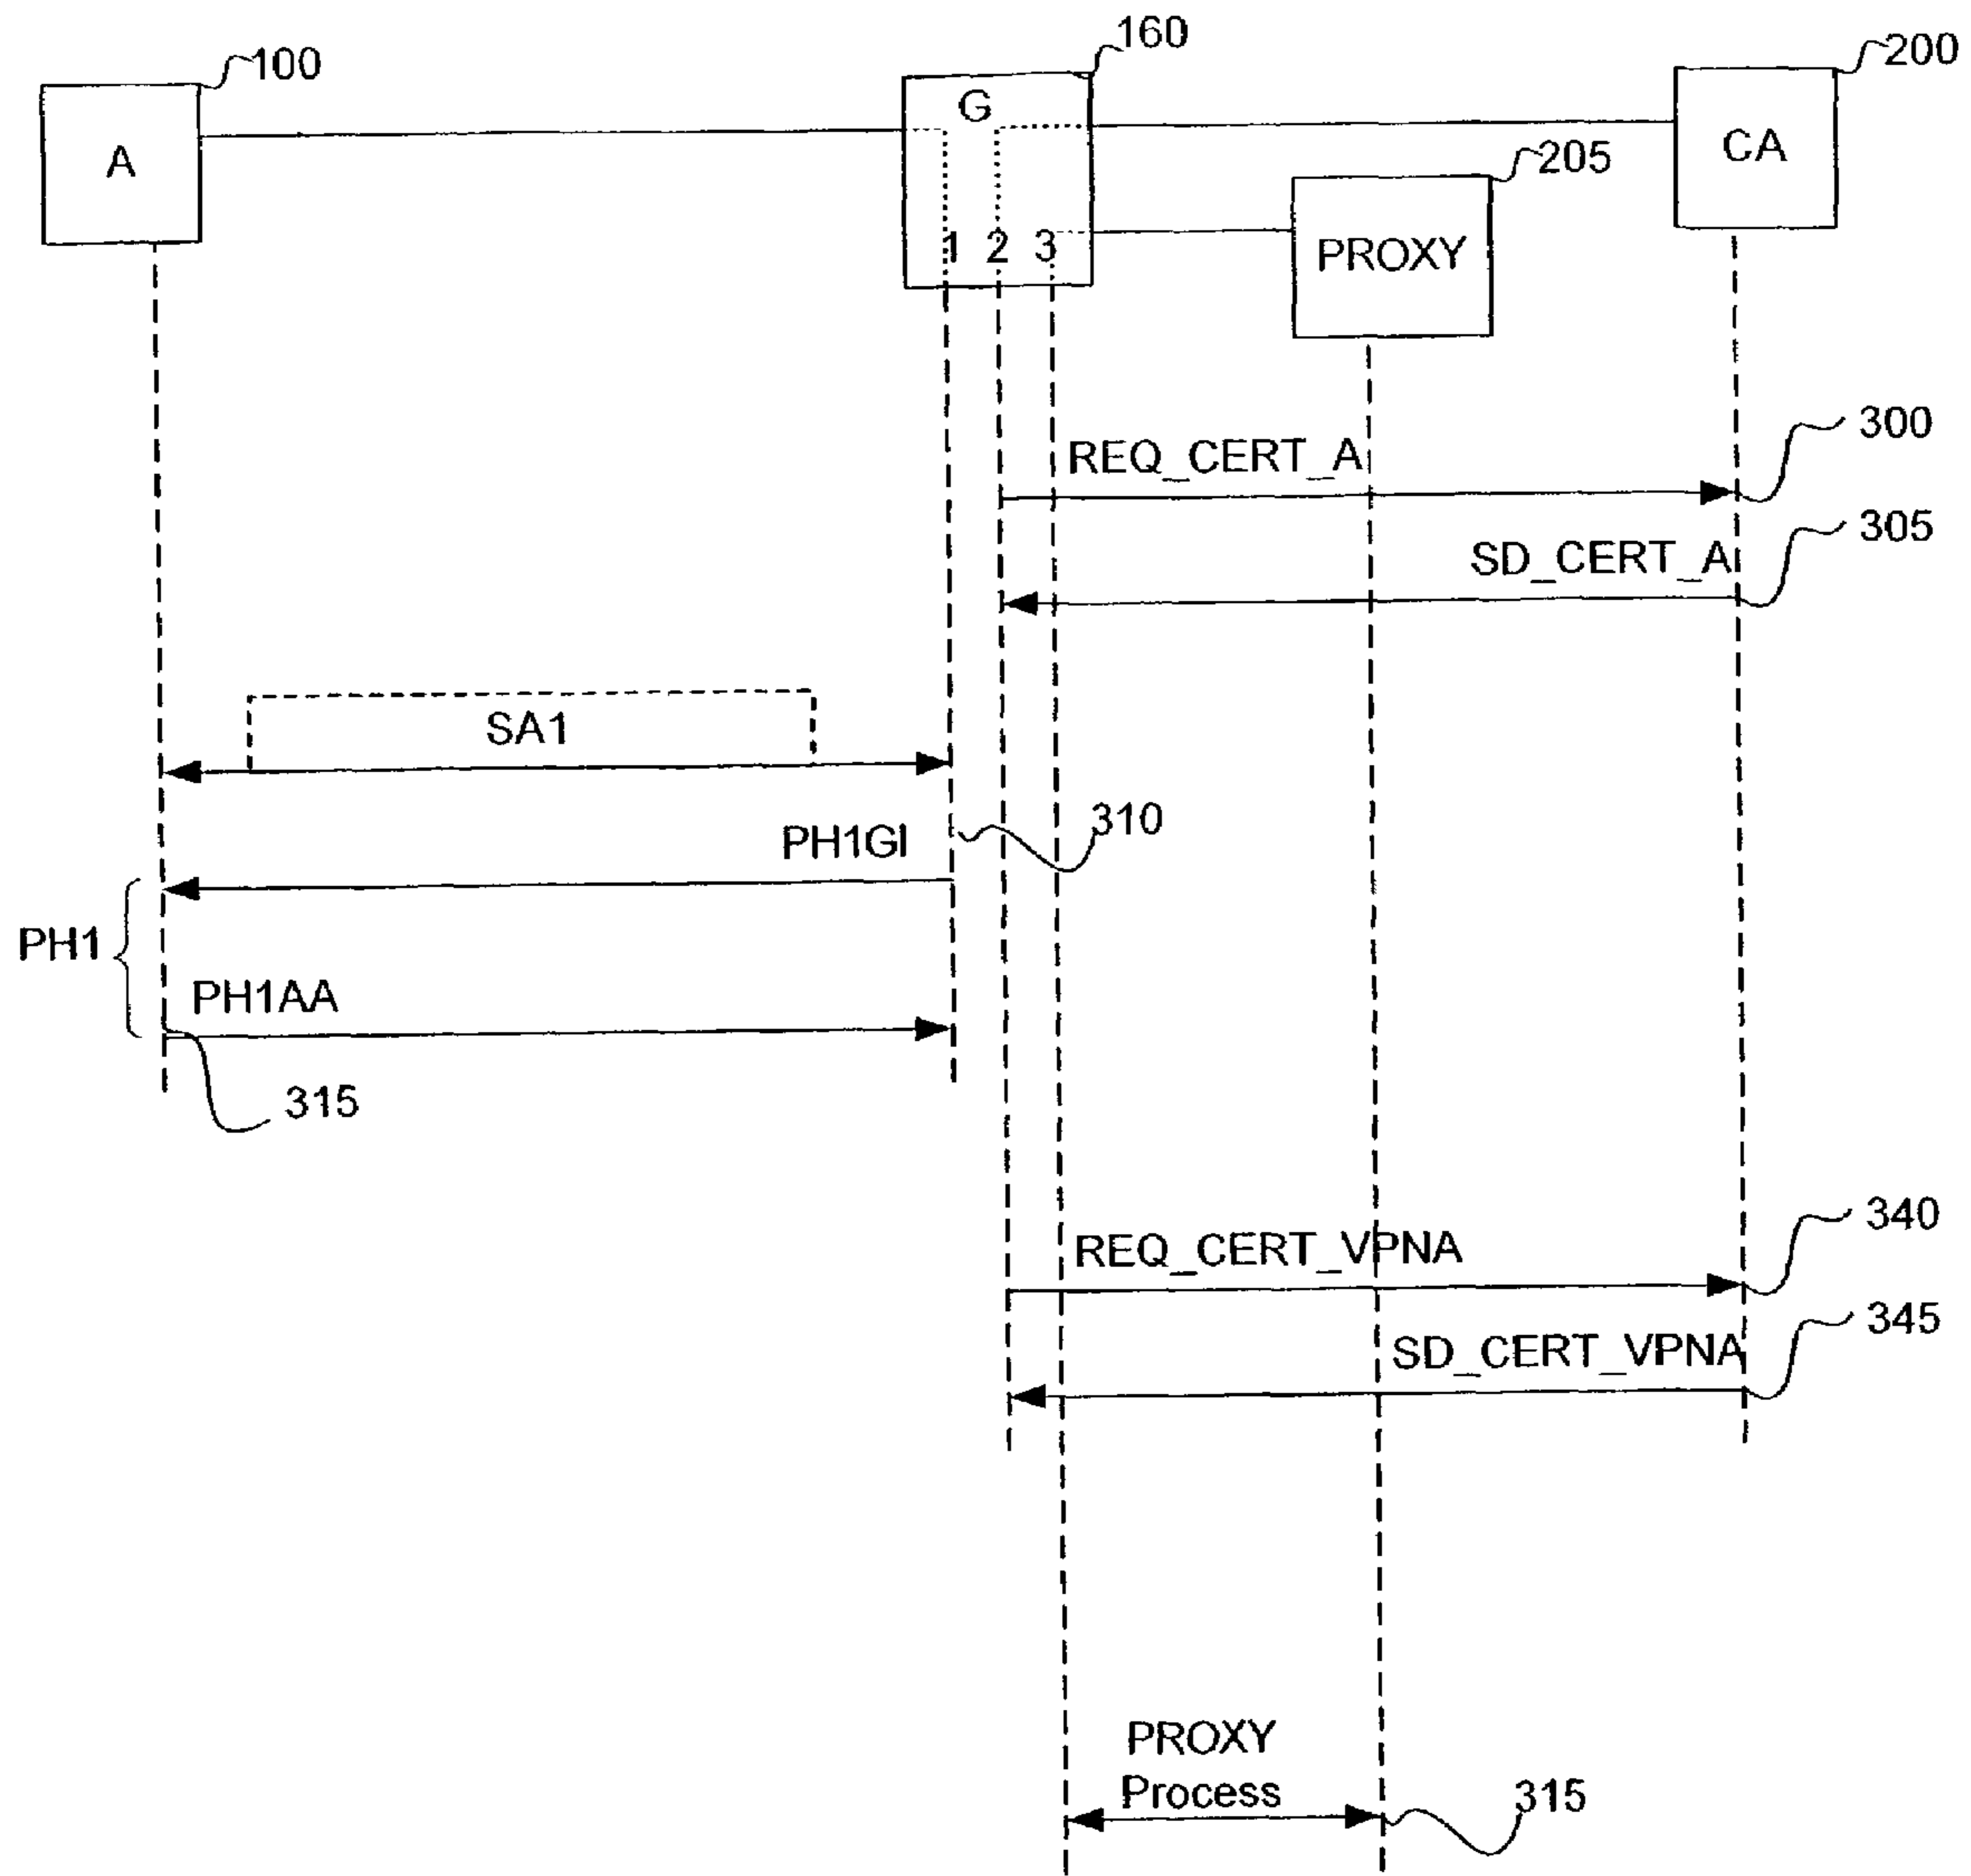 100
160
200
A
G
CA
205
1 2 3
PROXY
300
REQ_CERT_A
305
SD_CERT_A
SA1
310
PH1GI
PH1
PH1AA
315
340
REQ_CERT_VPNA
345
SD_CERT_VPNA
PROXY
Process
315